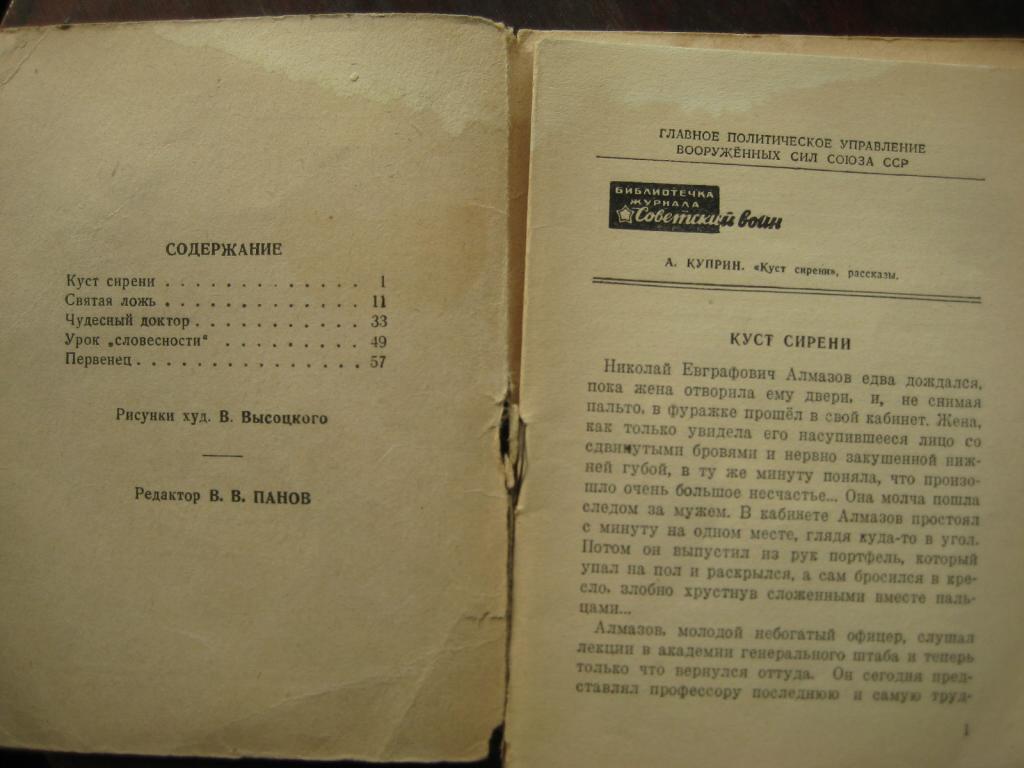 СОДЕРЖАНИЕ
Куст сирени . . . . . . . . . . . . . 1
Святая ложь . . . . . . . . . . . . . 11
Чудесный доктор . . . . . . . . . . . 33
Урок „словесности“ . . . . . . . . . 49
Первенец . . . . . . . . . . . . . . . 57
Рисунки худ. В. Высоцкого
Редактор В. В. ПАНОВ
ГЛАВНОЕ ПОЛИТИЧЕСКОЕ УПРАВЛЕНИЕ
ВООРУЖЁННЫХ СИЛ СОЮЗА ССР
БИБЛИОТЕЧКА
ЖУРНАЛА
Советский воин
А. КУПРИН. «Куст сирени», рассказы.
КУСТ СИРЕНИ
Николай Евграфович Алмазов едва дождался,
пока жена отворила ему двери, и, не снимая
пальто, в фуражке прошёл в свой кабинет. Жена,
как только увидела его насупившееся лицо со
сдвинутыми бровями и нервно закушенной ниж-
ней губой, в ту же минуту поняла, что произо-
шло очень большое несчастье... Она молча пошла
следом за мужем. В кабинете Алмазов простоял
с минуту на одном месте, глядя куда-то в угол.
Потом он выпустил из рук портфель, который
упал на пол и раскрылся, а сам бросился в кре-
сло, злобно хрустнув сложенными вместе паль-
цами...
Алмазов, молодой небогатый офицер, слушал
лекции в академии генерального штаба и теперь
только что вернулся оттуда. Он сегодня пред-
ставлял профессору последнюю и самую труд-
1